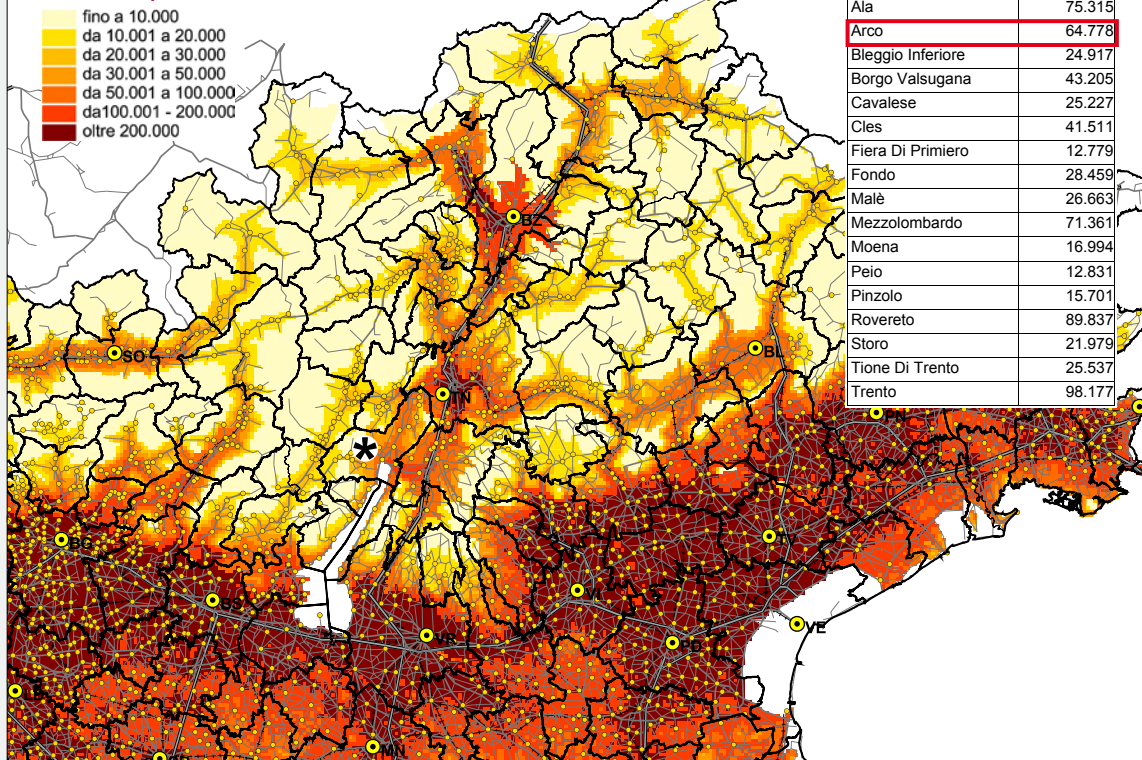 fino a 10.000
da 10.001 a 20.000
da 20.001 a 30.000
da 30.001 a 50.000
da 50.001 a 100.000
da100.001 - 200.000
oltre 200.000
Ala 75.315
Arco 64.778
Bleggio Inferiore 24.917
Borgo Valsugana 43.205
Cavalese 25.227
Cles 41.511
Fiera Di Primiero 12.779
Fondo 28.459
Malè 26.663
Mezzolombardo 71.361
Moena 16.994
Peio 12.831
Pinzolo 15.701
Rovereto 89.837
Storo 21.979
Tione Di Trento 25.537
Trento 98.177
BZ
SO
BL
TN
PN
*
BG
TV
BS
VI
VE
VR
PD
MN